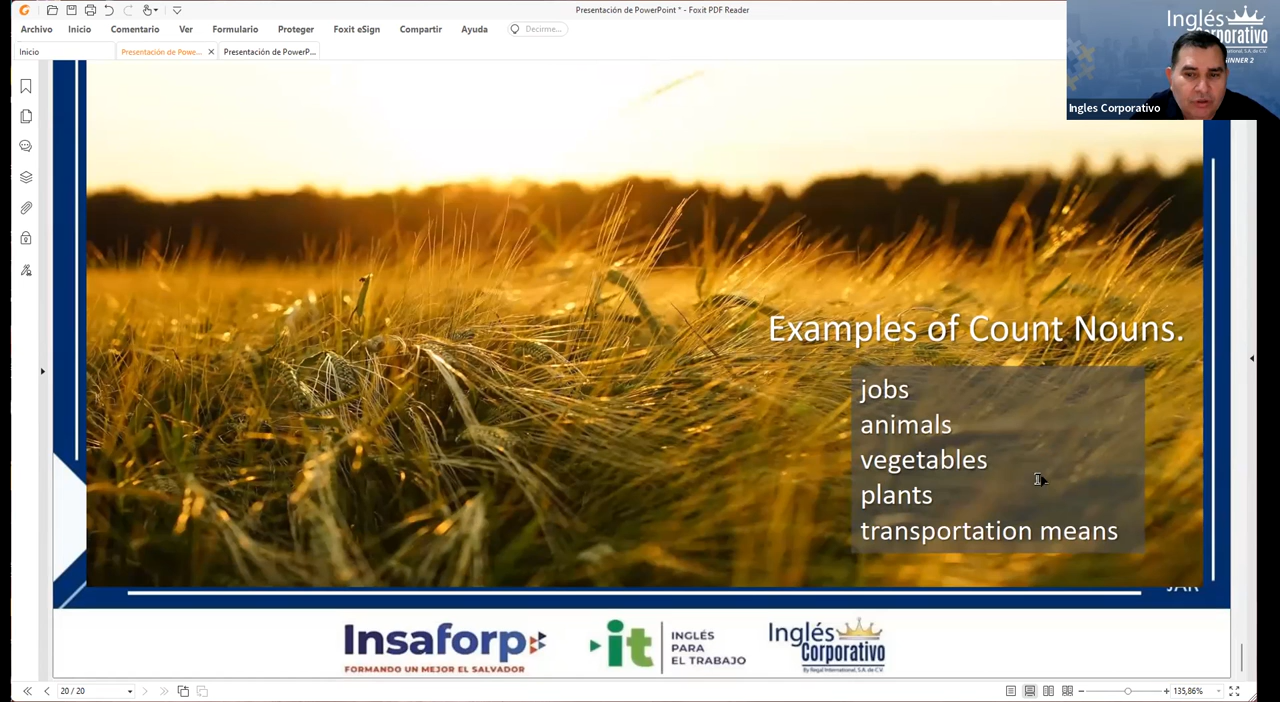 Presentación de PowerPoint * - Foxit PDF Reader
Archivo Inicio Comentario Ver Formulario Proteger Foxit eSign Compartir Ayuda Decirme...
Inicio Presentación de Powe... Presentación de PowerP...
Inglés
Corporativo
Ingles Corporativo
Examples of Count Nouns.
jobs
animals
vegetables
plants
transportation means
JAR
Insaforp
FORMANDO UN MEJOR EL SALVADOR
it
INGLÉS
PARA
EL TRABAJO
Inglés
Corporativo
By Regal International, S.A. de C.V.
20 / 20
135,86%